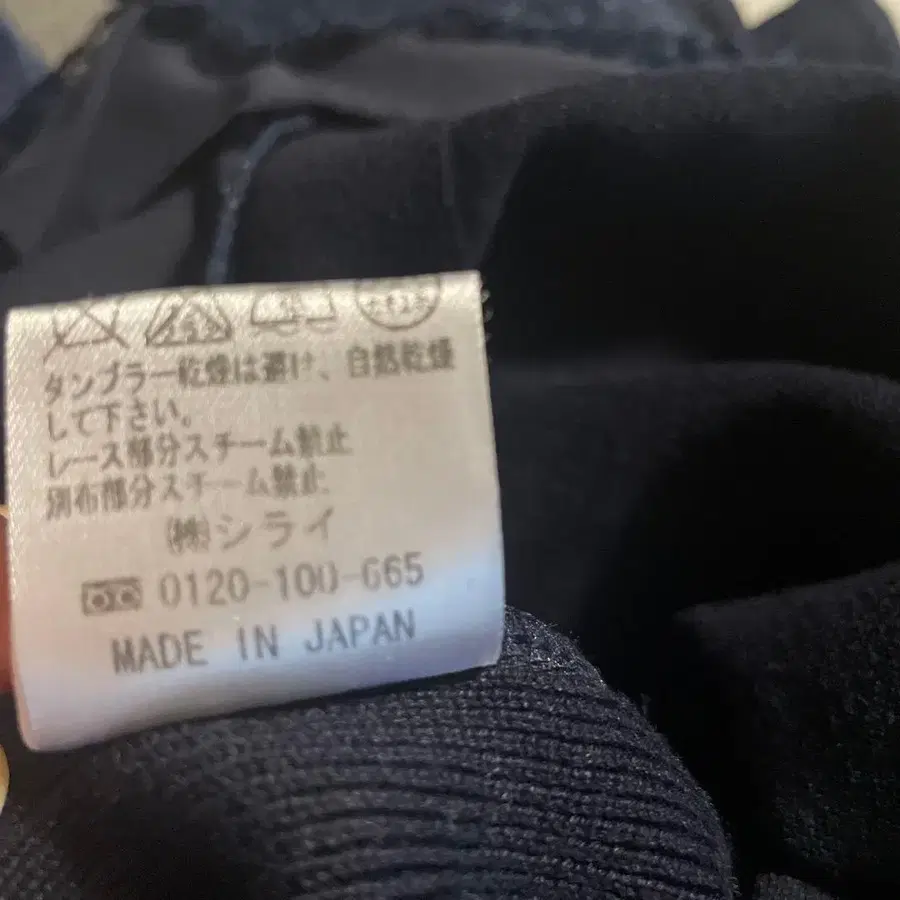 タンブラー乾燥は避け、自然乾燥
して下さい。
レース部分スチーム禁止
別布部分スチーム禁止
㈱シライ
0120-100-665
MADE IN JAPAN